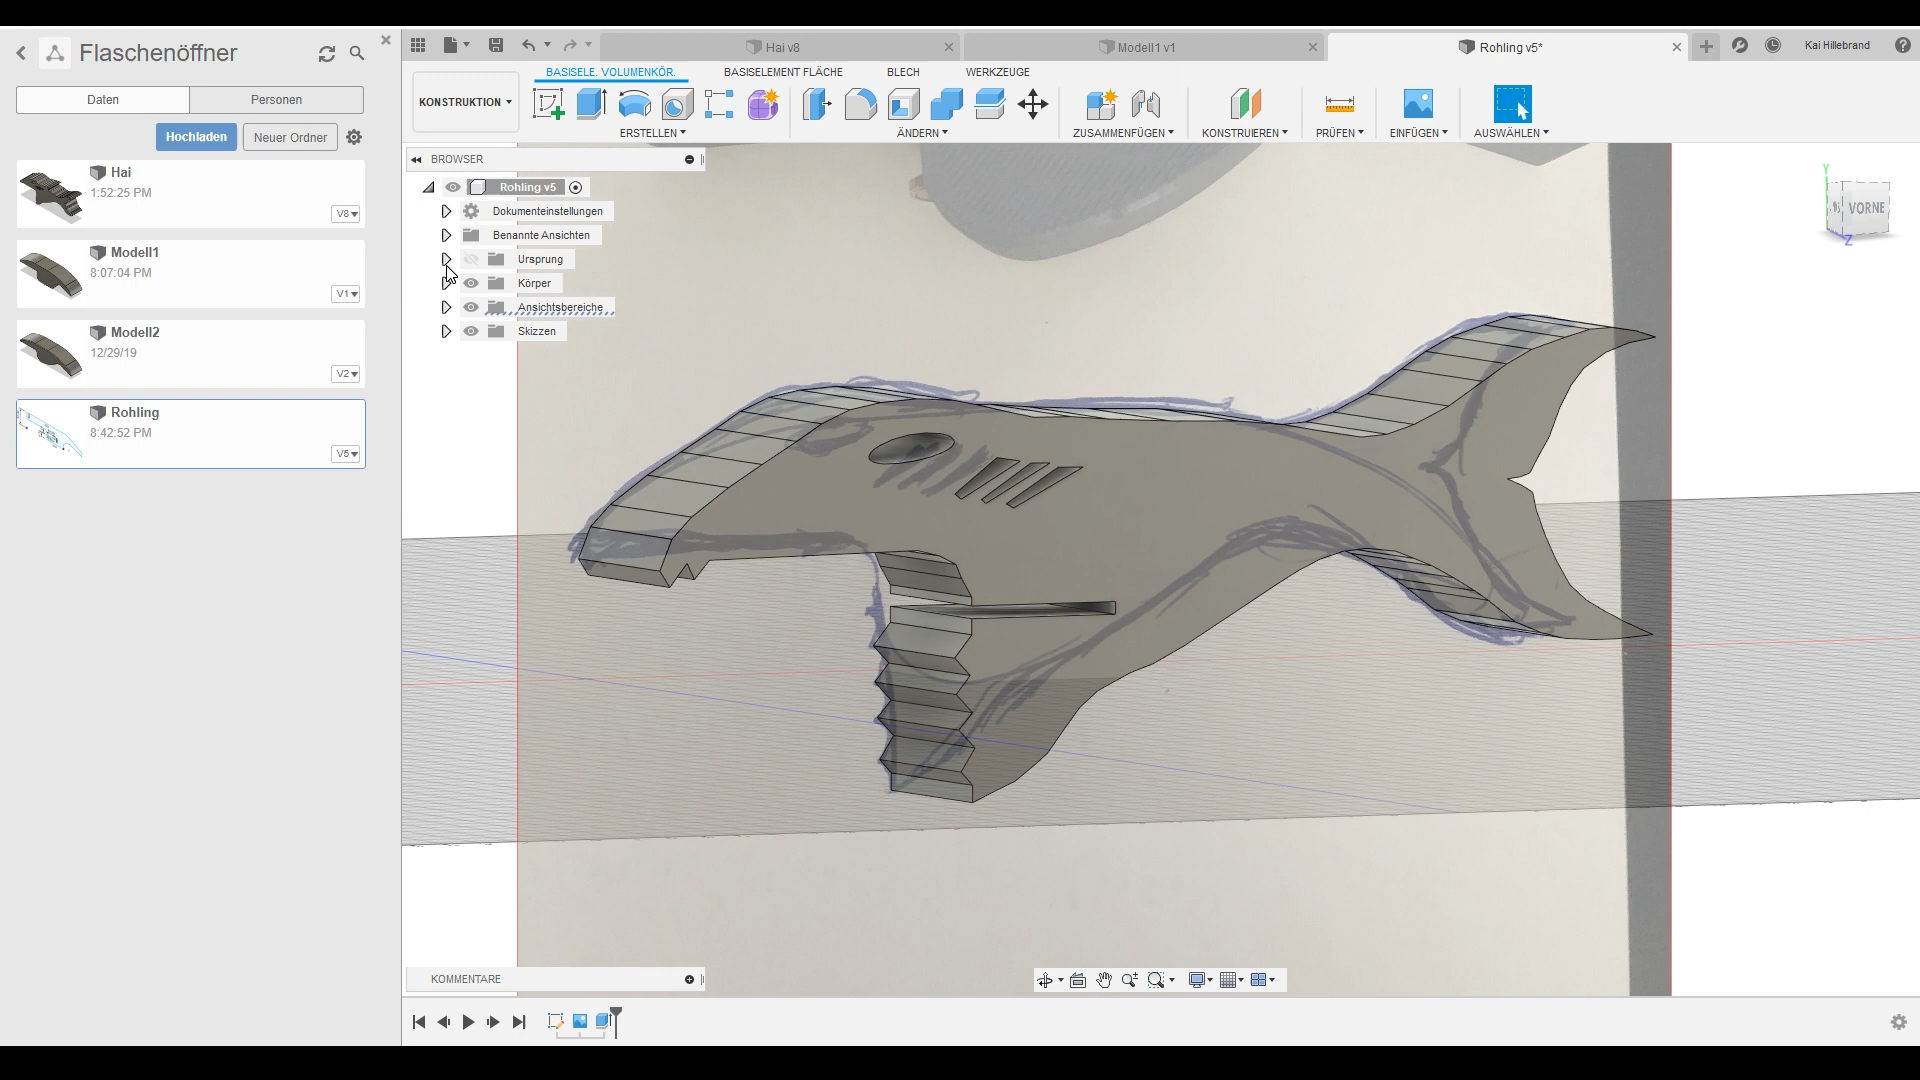 Flaschenöffner
Daten
Personen
Hochladen
Neuer Ordner
Hai
1:52:25 PM
V8
Modell1
8:07:04 PM
V1
Modell2
12/29/19
V2
Rohling
8:42:52 PM
V5
Hai v8
Modell1 v1
Rohling v5*
Kai Hillebrand
KONSTRUKTION
BASISELE. VOLUMENKÖR.
BASISELEMENT FLÄCHE
BLECH
WERKZEUGE
ERSTELLEN
ÄNDERN
ZUSAMMENFÜGEN
KONSTRUIEREN
PRÜFEN
EINFÜGEN
AUSWÄHLEN
BROWSER
Rohling v5
Dokumenteinstellungen
Benannte Ansichten
Ursprung
Körper
Ansichtsbereiche
Skizzen
Y
VORNE
Z
KOMMENTARE